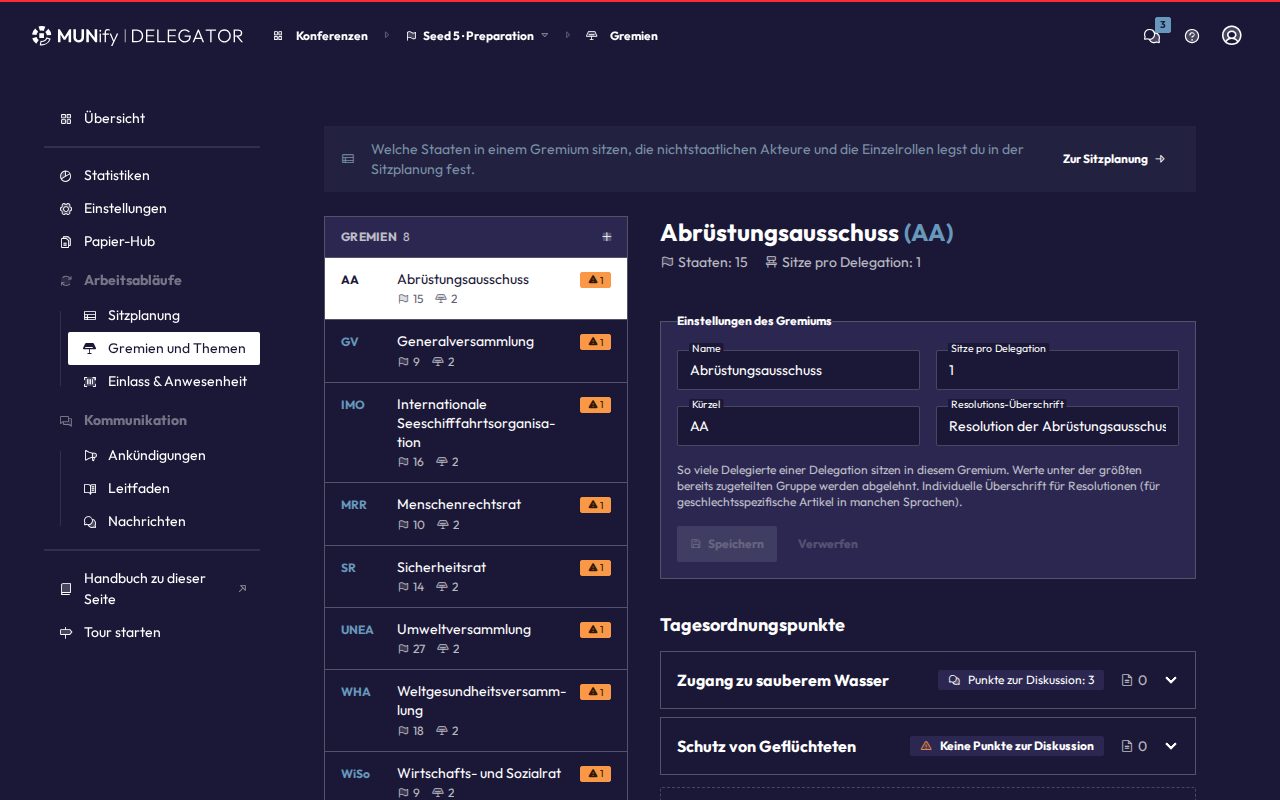 MUNify | DELEGATOR
Konferenzen
Seed 5 · Preparation
Gremien
3
Übersicht
Statistiken
Einstellungen
Papier-Hub
Arbeitsabläufe
Sitzplanung
Gremien und Themen
Einlass & Anwesenheit
Kommunikation
Ankündigungen
Leitfaden
Nachrichten
Handbuch zu dieser
Seite
Tour starten
Welche Staaten in einem Gremium sitzen, die nichtstaatlichen Akteure und die Einzelrollen legst du in der
Sitzplanung fest.
Zur Sitzplanung
GREMIEN 8
AA Abrüstungsausschuss 1
15 2
GV Generalversammlung 1
9 2
IMO Internationale 1
Seeschifffahrtsorganisa-
tion
16 2
MRR Menschenrechtsrat 1
10 2
SR Sicherheitsrat 1
14 2
UNEA Umweltversammlung 1
27 2
WHA Weltgesundheitsversamm- 1
lung
18 2
WiSo Wirtschafts- und Sozialrat 1
9 2
Abrüstungsausschuss (AA)
Staaten: 15 Sitze pro Delegation: 1
Einstellungen des Gremiums
Name
Abrüstungsausschuss
Sitze pro Delegation
1
Kürzel
AA
Resolutions-Überschrift
Resolution der Abrüstungsausschus
So viele Delegierte einer Delegation sitzen in diesem Gremium. Werte unter der größten
bereits zugeteilten Gruppe werden abgelehnt. Individuelle Überschrift für Resolutionen (für
geschlechtsspezifische Artikel in manchen Sprachen).
Speichern Verwerfen
Tagesordnungspunkte
Zugang zu sauberem Wasser Punkte zur Diskussion: 3 0
Schutz von Geflüchteten Keine Punkte zur Diskussion 0